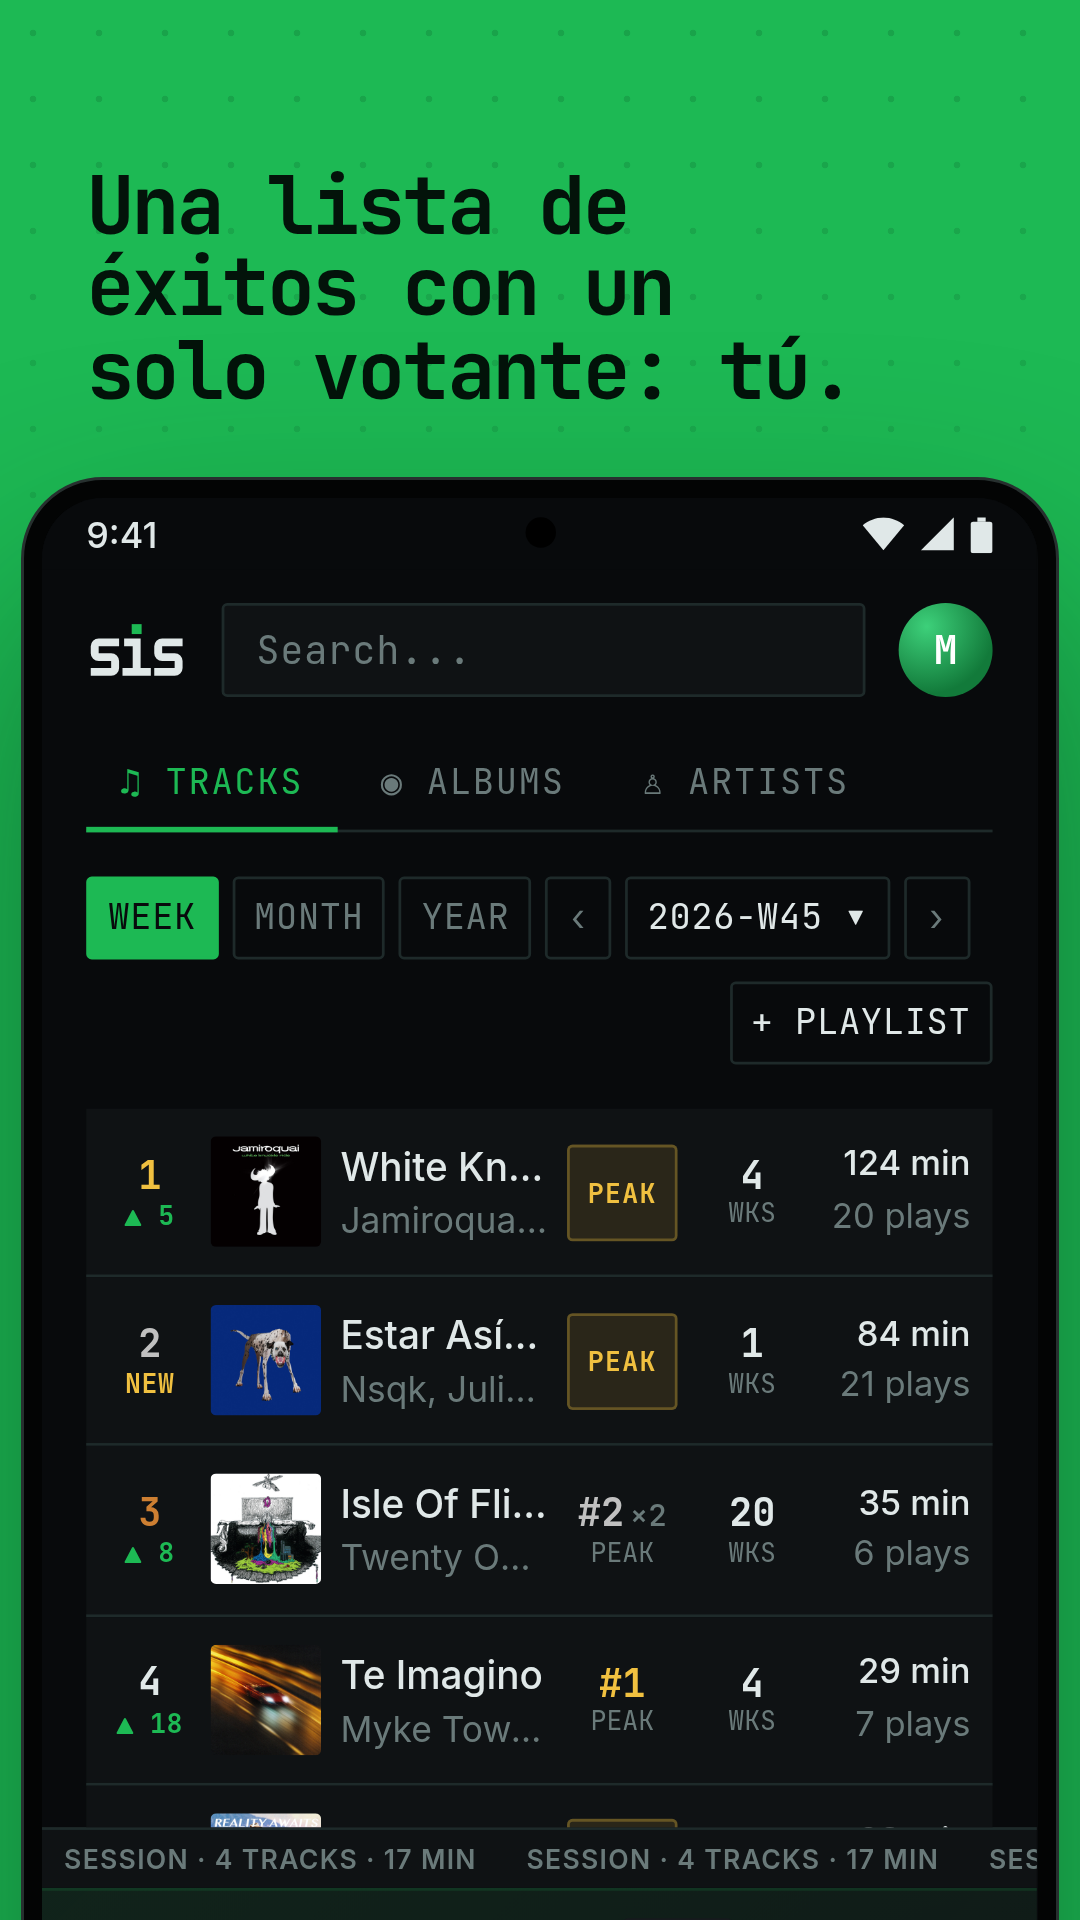 Una lista de
éxitos con un
solo votante: tú.
9:41
sis
Search...
M
♫ TRACKS ◉ ALBUMS ♙ ARTISTS
WEEK MONTH YEAR ‹ 2026-W45 ▼ ›
+ PLAYLIST
1 Jamiroquai White Kn... PEAK 4 124 min
▲ 5 Jamiroqua... WKS 20 plays
2 Estar Así... PEAK 1 84 min
NEW Nsqk, Juli... WKS 21 plays
3 Isle Of Fli... #2 ×2 20 35 min
▲ 8 Twenty O... PEAK WKS 6 plays
4 Te Imagino #1 4 29 min
▲ 18 Myke Tow... PEAK WKS 7 plays
REALITY AWAITS
SESSION · 4 TRACKS · 17 MIN SESSION · 4 TRACKS · 17 MIN SES